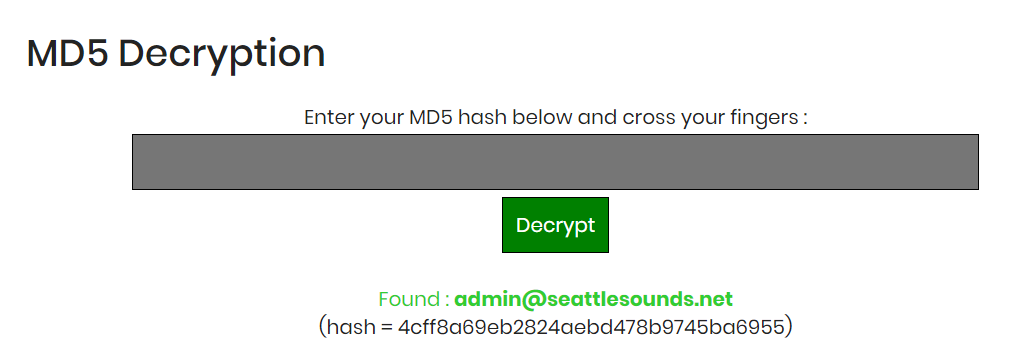 MD5 Decryption
Enter your MD5 hash below and cross your fingers :
Decrypt
Found : admin@seattlesounds.net
(hash = 4cff8a69eb2824aebd478b9745ba6955)